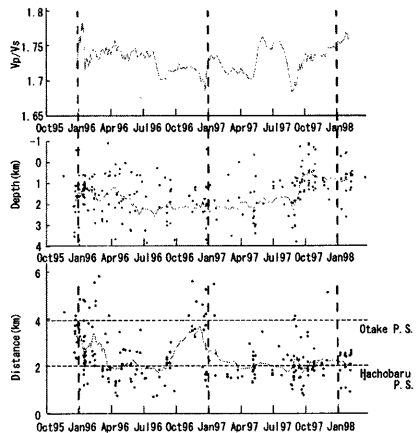 Vp/Vs
1.8
1.75
1.7
1.65
Oct95 Jan96 Apr96 Jul96 Oct96 Jan97 Apr97 Jul97 Oct97 Jan98
Depth(km)
-1
0
1
2
3
4
Oct95 Jan96 Apr96 Jul96 Oct96 Jan97 Apr97 Jul97 Oct97 Jan98
Distance(km)
6
4
Otake P.S.
2
Hachobaru
P.S.
0
Oct95 Jan96 Apr96 Jul96 Oct96 Jan97 Apr97 Jul97 Oct97 Jan98